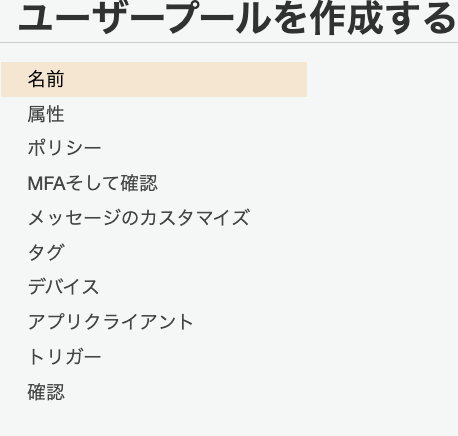 ユーザープールを作成する
名前
属性
ポリシー
MFAそして確認
メッセージのカスタマイズ
タグ
デバイス
アプリクライアント
トリガー
確認